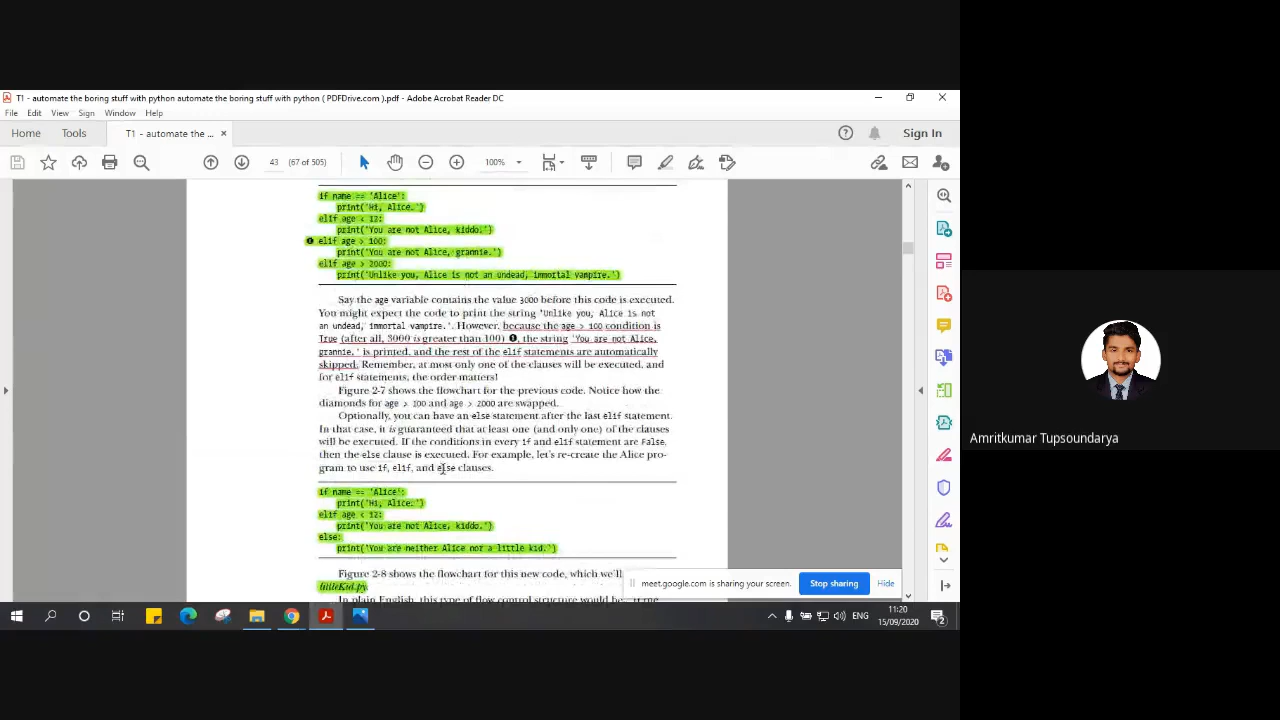 T1 - automate the boring stuff with python automate the boring stuff with python ( PDFDrive.com ).pdf - Adobe Acrobat Reader DC
File Edit View Sign Window Help
Home Tools T1 - automate the ... × Sign In
43 (67 of 505) 100%
if name == 'Alice':
print('Hi, Alice.')
elif age < 12:
print('You are not Alice, kiddo.')
❶ elif age > 100:
print('You are not Alice, grannie.')
elif age > 2000:
print('Unlike you, Alice is not an undead, immortal vampire.')
Say the age variable contains the value 3000 before this code is executed.
You might expect the code to print the string 'Unlike you, Alice is not
an undead, immortal vampire.'. However, because the age > 100 condition is
True (after all, 3000 is greater than 100) ❶, the string 'You are not Alice,
grannie.' is printed, and the rest of the elif statements are automatically
skipped. Remember, at most only one of the clauses will be executed, and
for elif statements, the order matters!
Figure 2-7 shows the flowchart for the previous code. Notice how the
diamonds for age > 100 and age > 2000 are swapped.
Optionally, you can have an else statement after the last elif statement.
In that case, it is guaranteed that at least one (and only one) of the clauses
will be executed. If the conditions in every if and elif statement are False,
then the else clause is executed. For example, let's re-create the Alice pro-
gram to use if, elif, and else clauses.
if name == 'Alice':
print('Hi, Alice.')
elif age < 12:
print('You are not Alice, kiddo.')
else:
print('You are neither Alice nor a little kid.')
Figure 2-8 shows the flowchart for this new code, which we'll
littleKid.py.
In plain English, this type of flow control structure would be
meet.google.com is sharing your screen. Stop sharing Hide
ENG
11:20
15/09/2020
2
Amritkumar Tupsoundarya